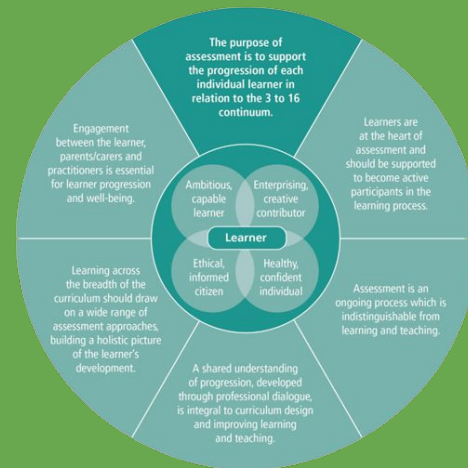 The purpose of
assessment is to support
the progression of each
individual learner in
relation to the 3 to 16
continuum.
Learners are
at the heart of
assessment and
should be supported
to become active
participants in the
learning process.
Assessment is an
ongoing process which is
indistinguishable from
learning and teaching.
A shared understanding
of progression, developed
through professional dialogue,
is integral to curriculum design
and improving learning
and teaching.
Learning across
the breadth of the
curriculum should draw
on a wide range of
assessment approaches,
building a holistic picture
of the learner's
development.
Engagement
between the learner,
parents/carers and
practitioners is essential
for learner progression
and well-being.
Ambitious,
capable
learner
Enterprising,
creative
contributor
Learner
Ethical,
informed
citizen
Healthy,
confident
individual